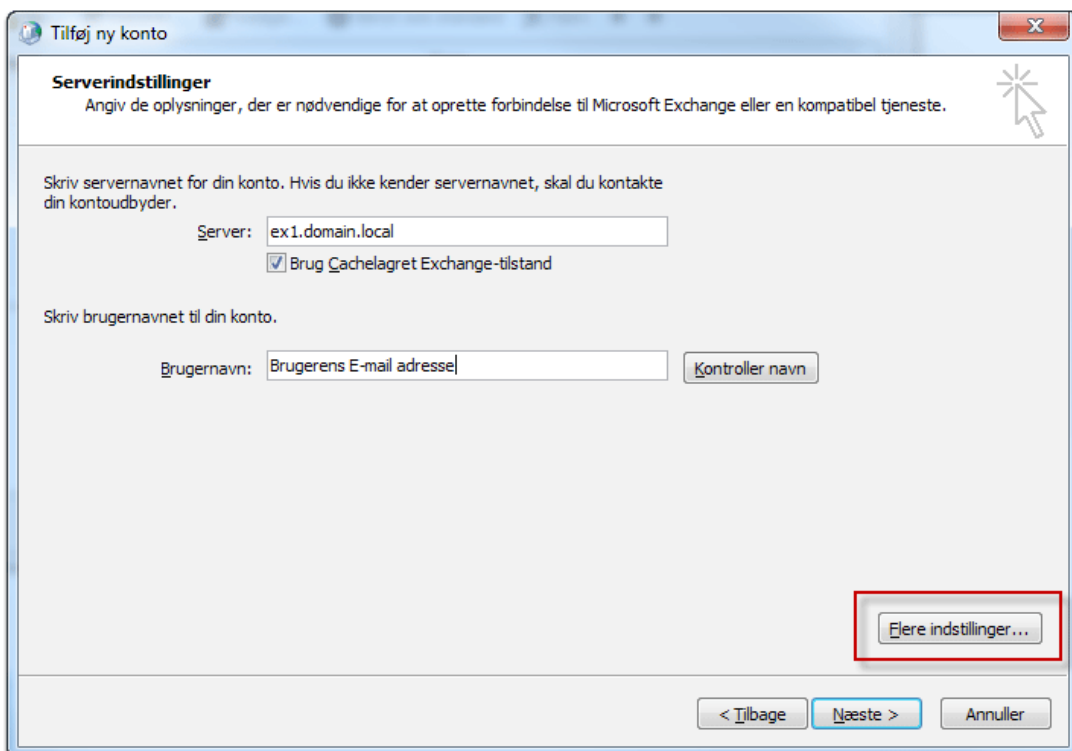 Tilføj ny konto
Serverindstillinger
Angiv de oplysninger, der er nødvendige for at oprette forbindelse til Microsoft Exchange eller en kompatibel tjeneste.
Skriv servernavnet for din konto. Hvis du ikke kender servernavnet, skal du kontakte
din kontoudbyder.
Server: ex1.domain.local
Brug Cachelagret Exchange-tilstand
Skriv brugernavnet til din konto.
Brugernavn: Brugerens E-mail adresse Kontroller navn
Flere indstillinger...
< Tilbage Næste > Annuller